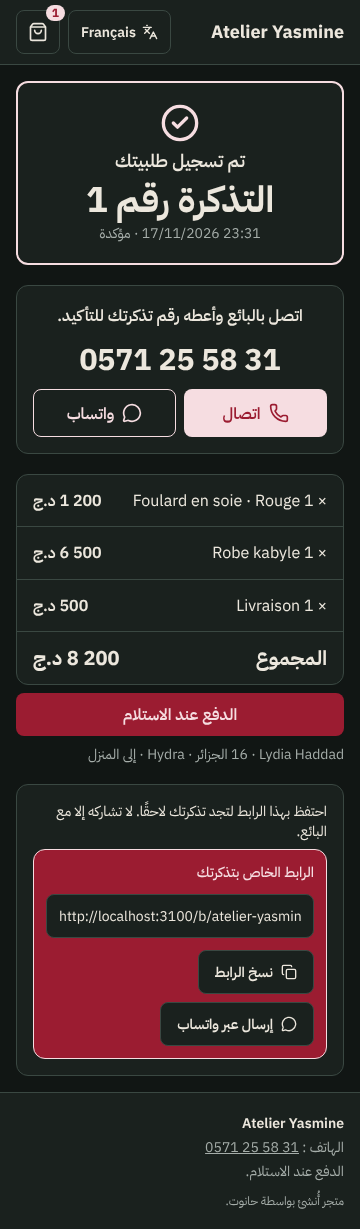 Atelier Yasmine
Français
1
تم تسجيل طلبيتك
التذكرة رقم 1
17/11/2026 23:31 · مؤكدة
اتصل بالبائع وأعطه رقم تذكرتك للتأكيد.
0571 25 58 31
اتصال
واتساب
Foulard en soie · Rouge 1 × 1 200 د.ج
Robe kabyle 1 × 6 500 د.ج
Livraison 1 × 500 د.ج
المجموع 8 200 د.ج
الدفع عند الاستلام
Lydia Haddad · 16 الجزائر · Hydra · إلى المنزل
احتفظ بهذا الرابط لتجد تذكرتك لاحقًا. لا تشاركه إلا مع
البائع.
الرابط الخاص بتذكرتك
http://localhost:3100/b/atelier-yasmin
نسخ الرابط
إرسال عبر واتساب
Atelier Yasmine
الهاتف : 0571 25 58 31
الدفع عند الاستلام.
متجر أُنشئ بواسطة حانوت.